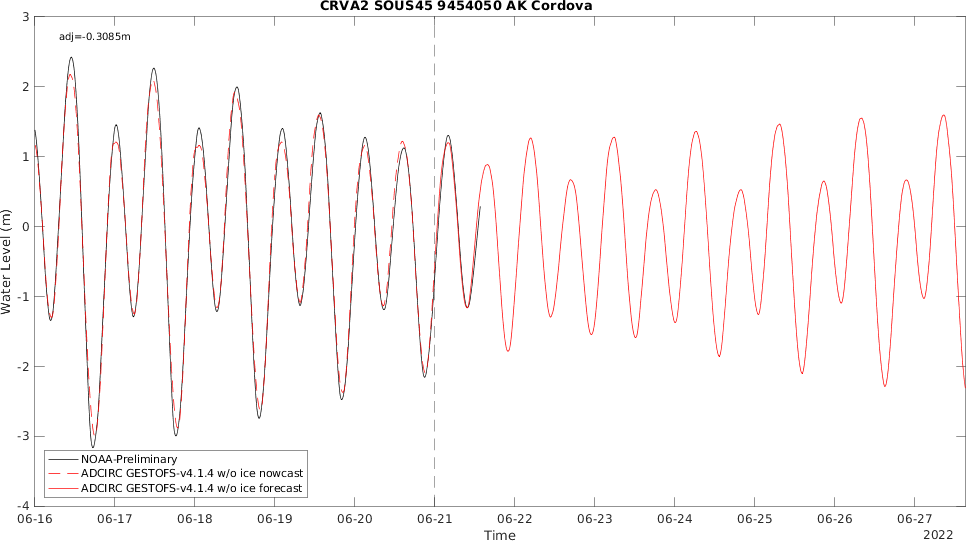 CRVA2 SOUS45 9454050 AK Cordova
adj=-0.3085m
3
2
1
0
-1
-2
-3
-4
Water Level (m)
NOAA-Preliminary
ADCIRC GESTOFS-v4.1.4 w/o ice nowcast
ADCIRC GESTOFS-v4.1.4 w/o ice forecast
06-16 06-17 06-18 06-19 06-20 06-21 06-22 06-23 06-24 06-25 06-26 06-27
Time
2022